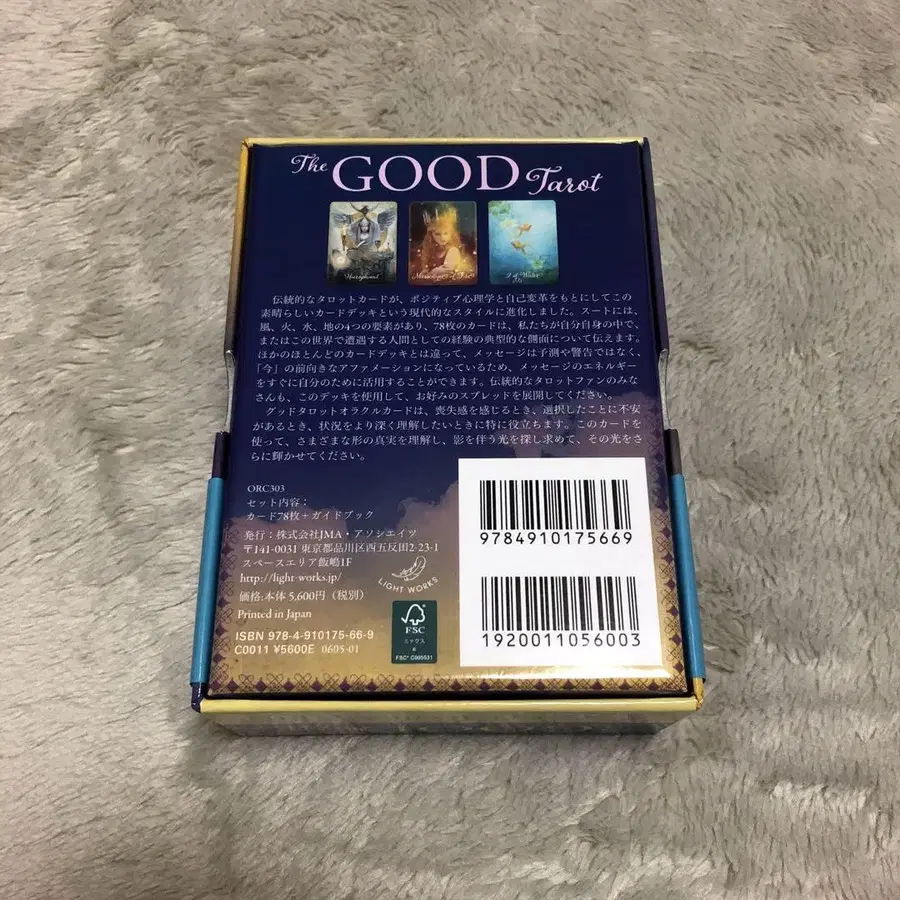 The GOOD Tarot
Hierophant
Messenger of Fire
2 of Water
伝統的なタロットカードが、ポジティブ心理学と自己変革をもとにしてこの
素晴らしいカードデッキという現代的なスタイルに進化しました。スートには、
風、火、水、地の4つの要素があり、78枚のカードは、私たちが自分自身の中で、
またはこの世界で遭遇する人間としての経験の典型的な側面について伝えます。
ほかのほとんどのカードデッキとは違って、メッセージは予測や警告ではなく、
「今」の前向きなアファメーションになっているため、メッセージのエネルギー
をすぐに自分のために活用することができます。伝統的なタロットファンのみな
さんも、このデッキを使用して、お好みのスプレッドを展開してください。
グッドタロットオラクルカードは、喪失感を感じるとき、選択したことに不安
があるとき、状況をより深く理解したいときに特に役立ちます。このカードを
使って、さまざまな形の真実を理解し、影を伴う光を探し求めて、その光をさ
らに輝かせてください。
ORC303
セット内容：
カード78枚＋ガイドブック
発行：株式会社JMA・アソシエイツ
〒141-0031 東京都品川区西五反田2-23-1
スペースエリア飯嶋1F
http://light-works.jp/
価格:本体 5,600円（税別）
Printed in Japan
ISBN 978-4-910175-66-9
C0011 ¥5600E 0605-01
LIGHT WORKS
FSC
ミックス
紙
FSC® C005531
9784910175669
1920011056003